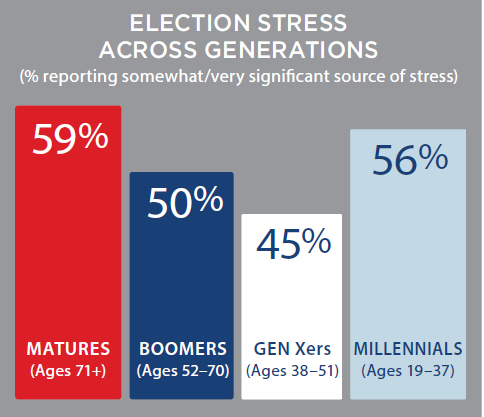 ELECTION STRESS
ACROSS GENERATIONS
(% reporting somewhat/very significant source of stress)
59%
MATURES
(Ages 71+)
50%
BOOMERS
(Ages 52–70)
45%
GEN Xers
(Ages 38–51)
56%
MILLENNIALS
(Ages 19–37)